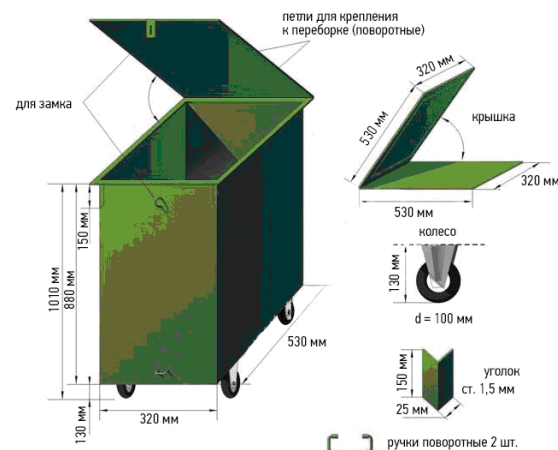 петли для крепления
к переборке (поворотные)
для замка
320 мм
530 мм
крышка
320 мм
530 мм
150 мм
880 мм
1010 мм
130 мм
320 мм
530 мм
колесо
130 мм
d = 100 мм
150 мм
25 мм
уголок
ст. 1,5 мм
ручки поворотные 2 шт.